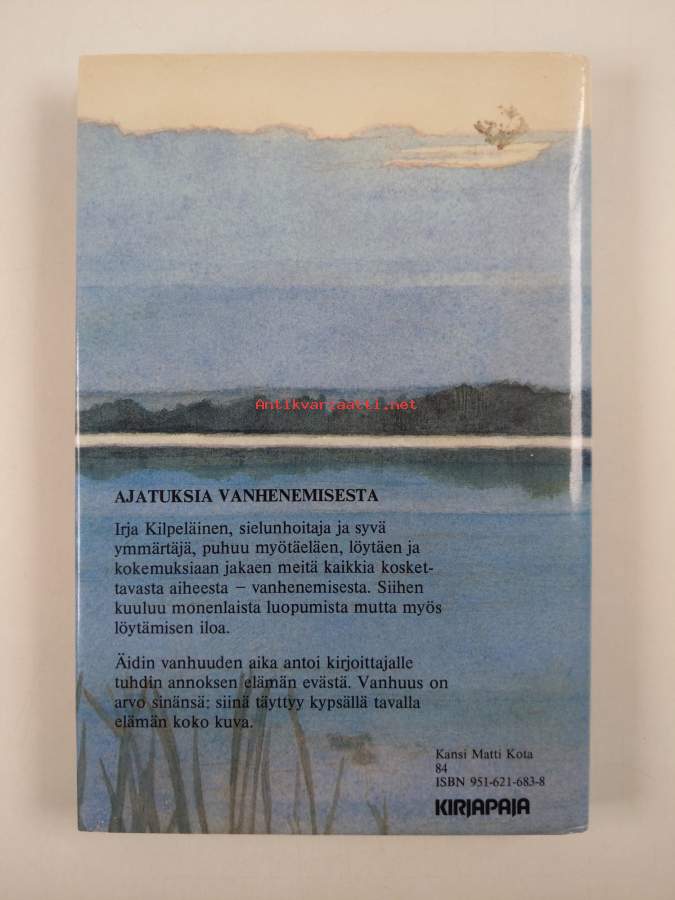 Antikvariaatti.net
AJATUKSIA VANHENEMISESTA
Irja Kilpeläinen, sielunhoitaja ja syvä
ymmärtäjä, puhuu myötäeläen, löytäen ja
kokemuksiaan jakaen meitä kaikkia kosket-
tavasta aiheesta – vanhenemisesta. Siihen
kuuluu monenlaista luopumista mutta myös
löytämisen iloa.
Äidin vanhuuden aika antoi kirjoittajalle
tuhdin annoksen elämän evästä. Vanhuus on
arvo sinänsä: siinä täyttyy kypsällä tavalla
elämän koko kuva.
Kansi Matti Kota
84
ISBN 951-621-683-8
KIRJAPAJA